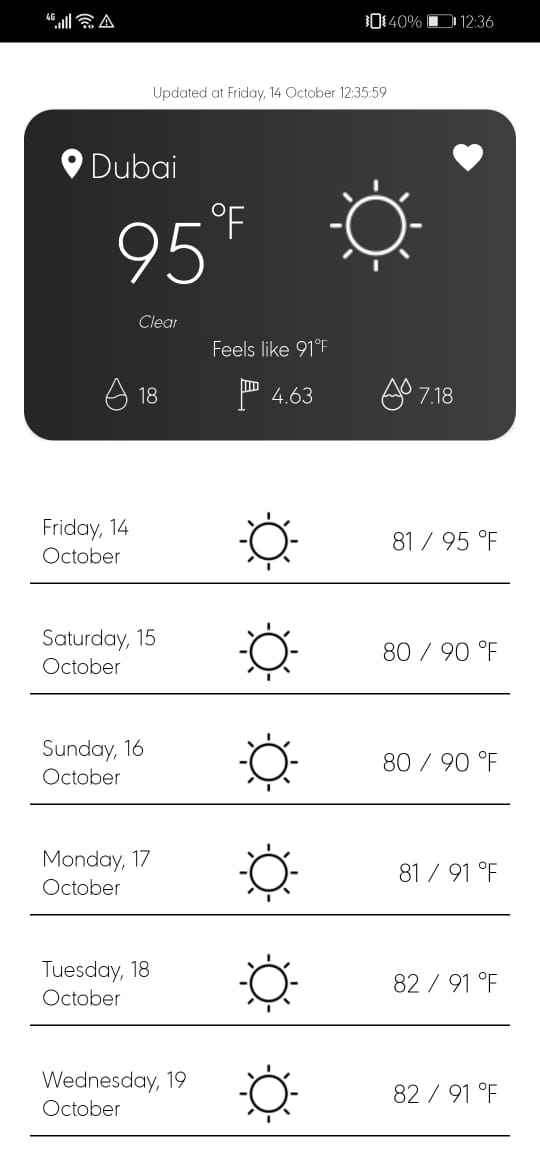 4G 40% 12:36
Updated at Friday, 14 October 12:35:59
Dubai
95 °F
Clear
Feels like 91°F
18 4.63 7.18
Friday, 14
October
81 / 95 °F
Saturday, 15
October
80 / 90 °F
Sunday, 16
October
80 / 90 °F
Monday, 17
October
81 / 91 °F
Tuesday, 18
October
82 / 91 °F
Wednesday, 19
October
82 / 91 °F